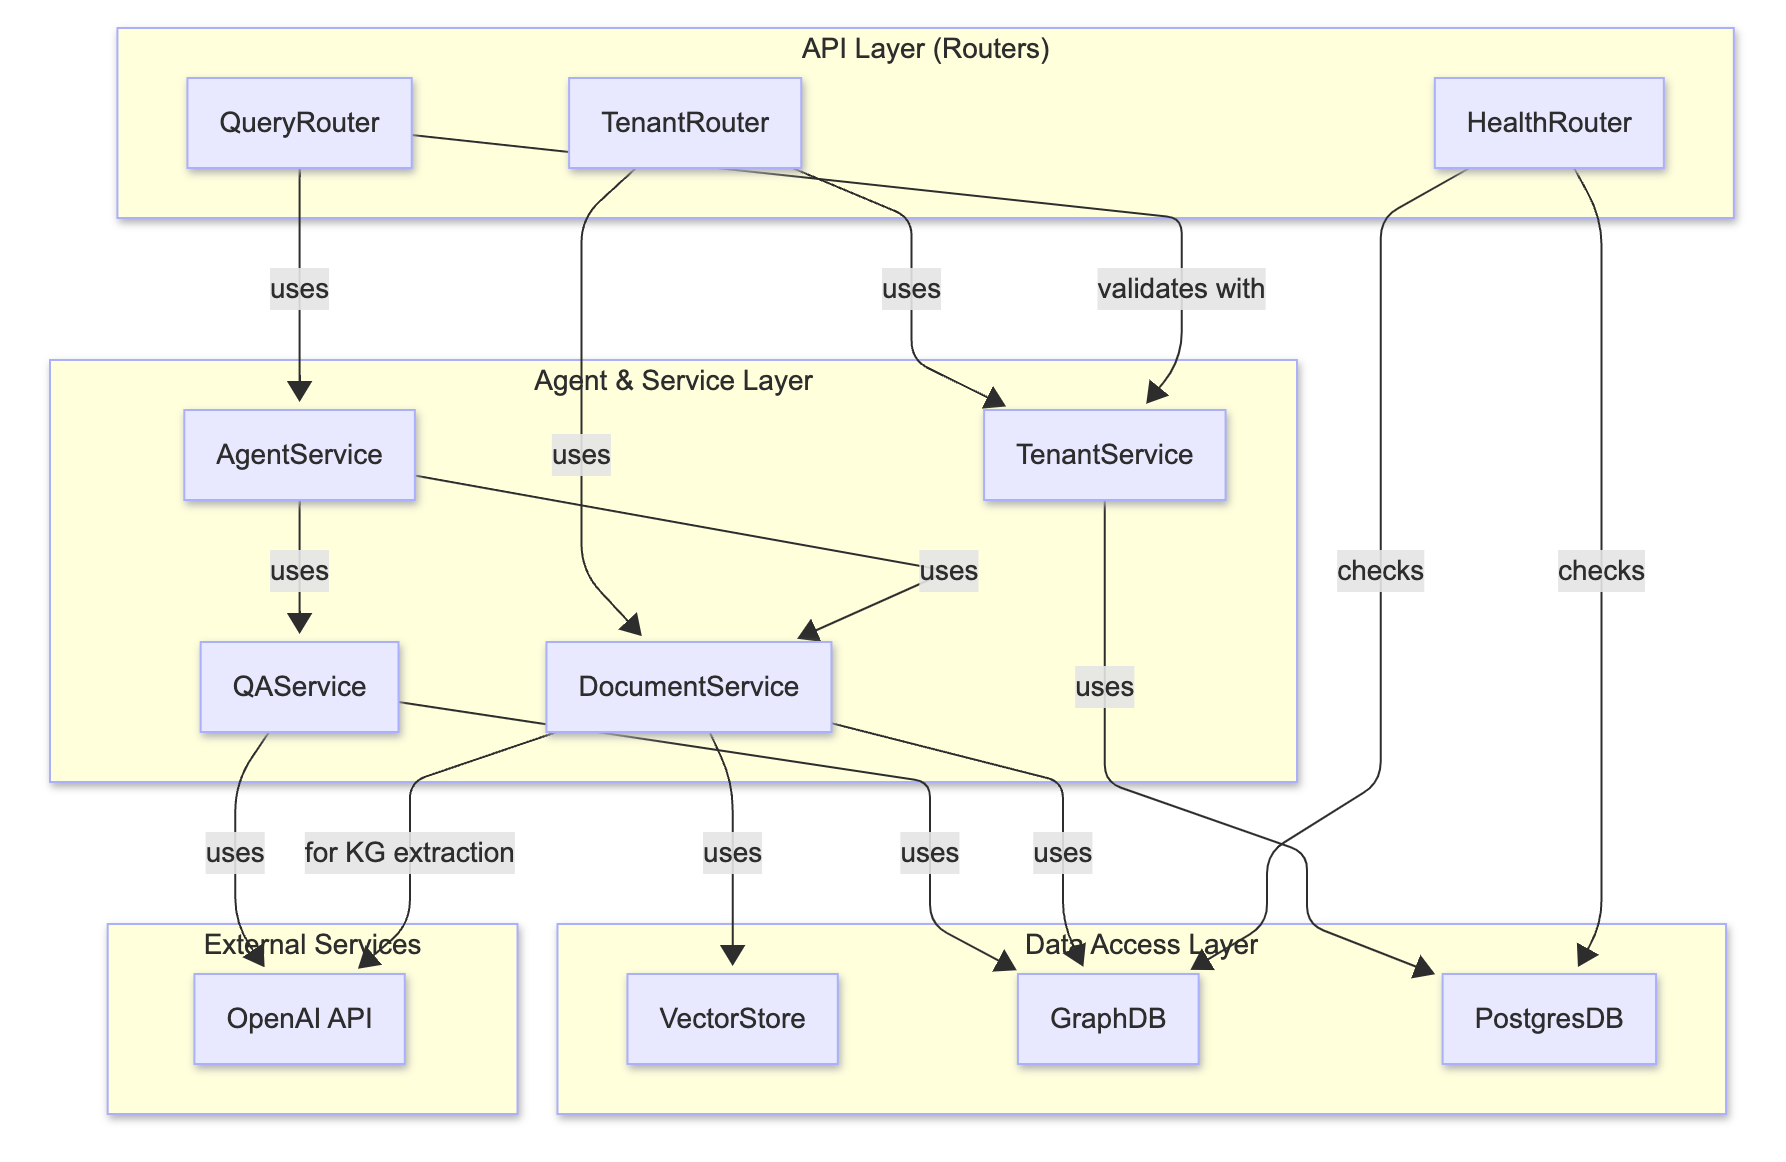 API Layer (Routers)
QueryRouter
TenantRouter
HealthRouter
uses
uses
validates with
Agent & Service Layer
AgentService
uses
TenantService
uses
uses
checks
checks
QAService
DocumentService
uses
uses
for KG extraction
uses
uses
uses
External Services
Data Access Layer
OpenAI API
VectorStore
GraphDB
PostgresDB